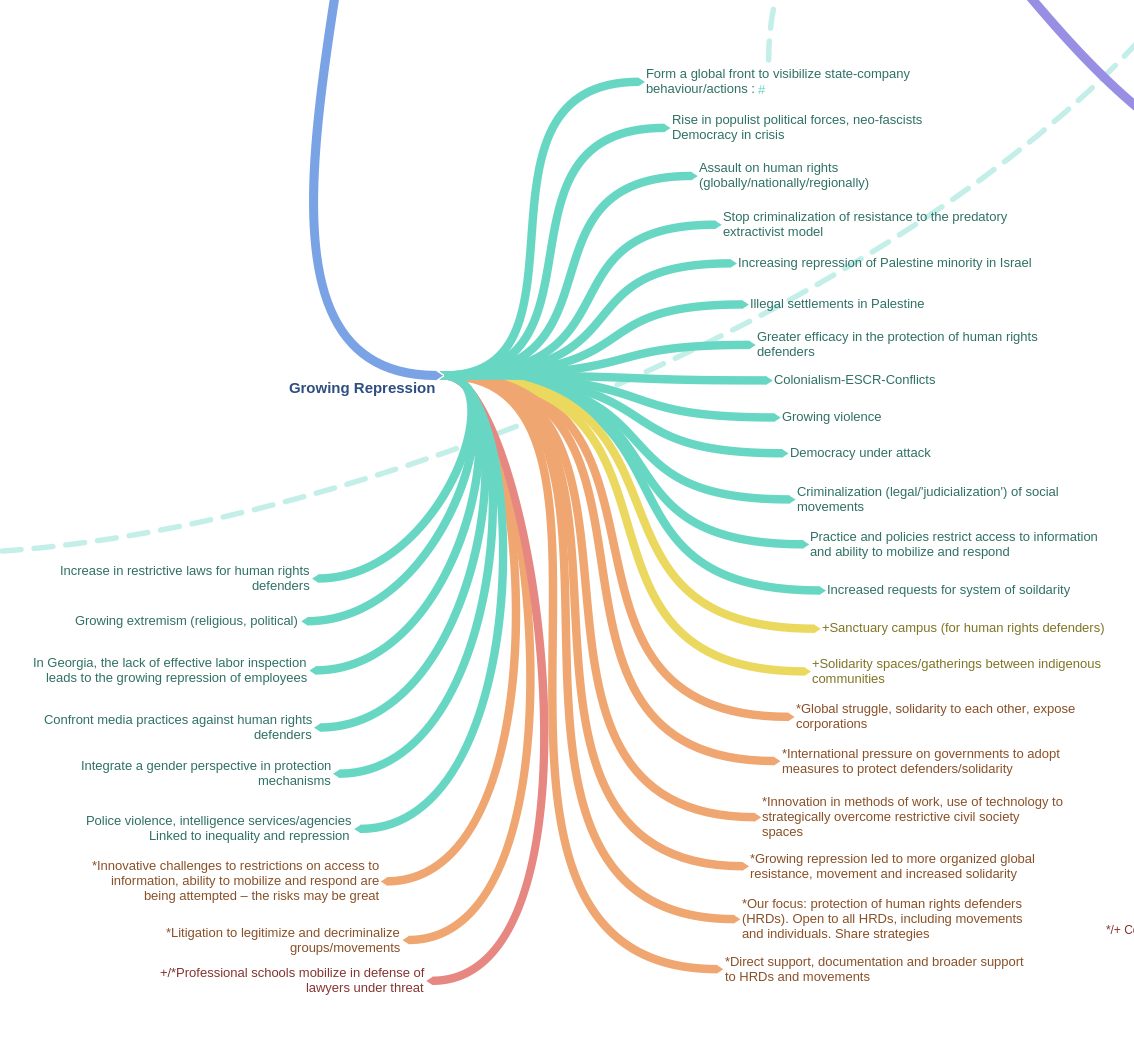 Form a global front to visibilize state-company
behaviour/actions : #
Rise in populist political forces, neo-fascists
Democracy in crisis
Assault on human rights
(globally/nationally/regionally)
Stop criminalization of resistance to the predatory
extractivist model
Increasing repression of Palestine minority in Israel
Illegal settlements in Palestine
Greater efficacy in the protection of human rights
defenders
Colonialism-ESCR-Conflicts
Growing Repression
Growing violence
Democracy under attack
Criminalization (legal/'judicialization') of social
movements
Practice and policies restrict access to information
and ability to mobilize and respond
Increased requests for system of soildarity
+Sanctuary campus (for human rights defenders)
+Solidarity spaces/gatherings between indigenous
communities
*Global struggle, solidarity to each other, expose
corporations
*International pressure on governments to adopt
measures to protect defenders/solidarity
*Innovation in methods of work, use of technology to
strategically overcome restrictive civil society
spaces
*Growing repression led to more organized global
resistance, movement and increased solidarity
*Our focus: protection of human rights defenders
(HRDs). Open to all HRDs, including movements
and individuals. Share strategies
*Direct support, documentation and broader support
to HRDs and movements
Increase in restrictive laws for human rights
defenders
Growing extremism (religious, political)
In Georgia, the lack of effective labor inspection
leads to the growing repression of employees
Confront media practices against human rights
defenders
Integrate a gender perspective in protection
mechanisms
Police violence, intelligence services/agencies
Linked to inequality and repression
*Innovative challenges to restrictions on access to
information, ability to mobilize and respond are
being attempted – the risks may be great
*Litigation to legitimize and decriminalize
groups/movements
+/*Professional schools mobilize in defense of
lawyers under threat
*/+